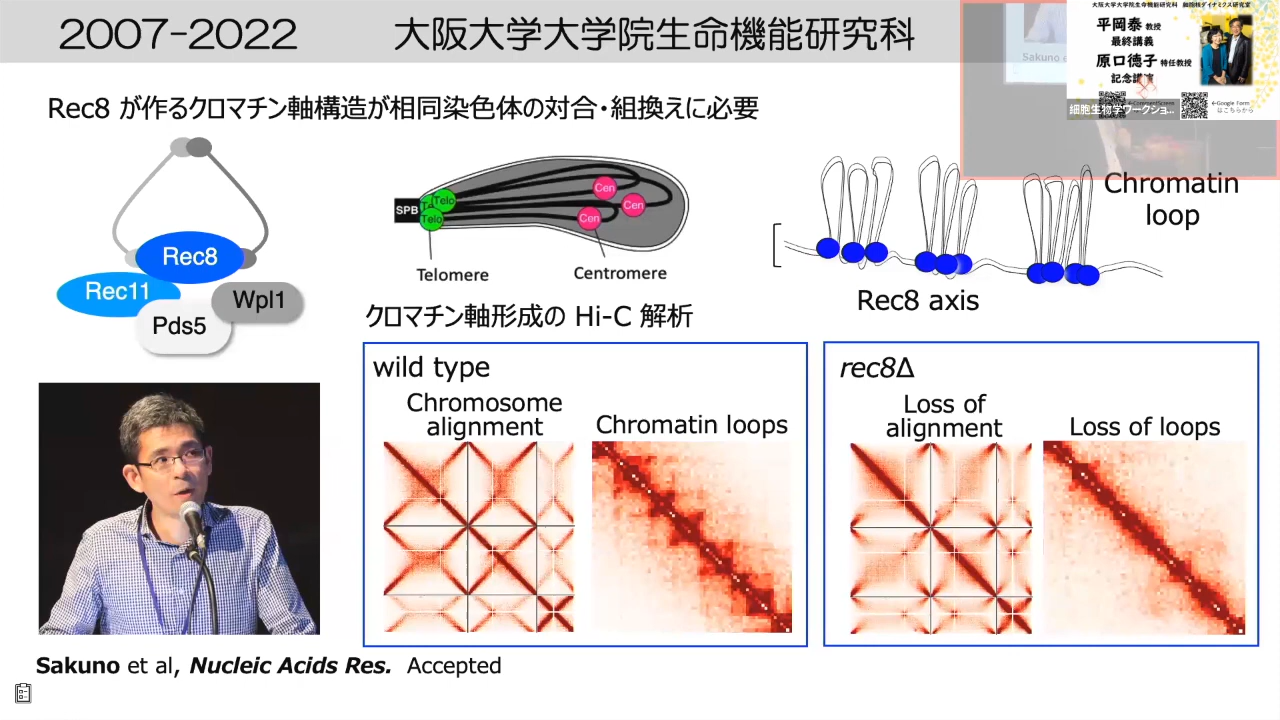 2007-2022
大阪大学大学院生命機能研究科
Rec8 が作るクロマチン軸構造が相同染色体の対合・組換えに必要
Rec8
Rec11
Wpl1
Pds5
SPB
Telo
Telo
Cen
Cen
Cen
Telomere
Centromere
Chromatin
loop
Rec8 axis
クロマチン軸形成の Hi-C 解析
wild type
Chromosome
alignment
Chromatin loops
rec8Δ
Loss of
alignment
Loss of loops
Sakuno et al, Nucleic Acids Res. Accepted
Sakuno e
大阪大学大学院生命機能研究科 細胞核ダイナミクス研究室
平岡泰 教授
最終講義
原口徳子 特任教授
記念講演
細胞生物学ワークショ...
←Google Form
はこちらから